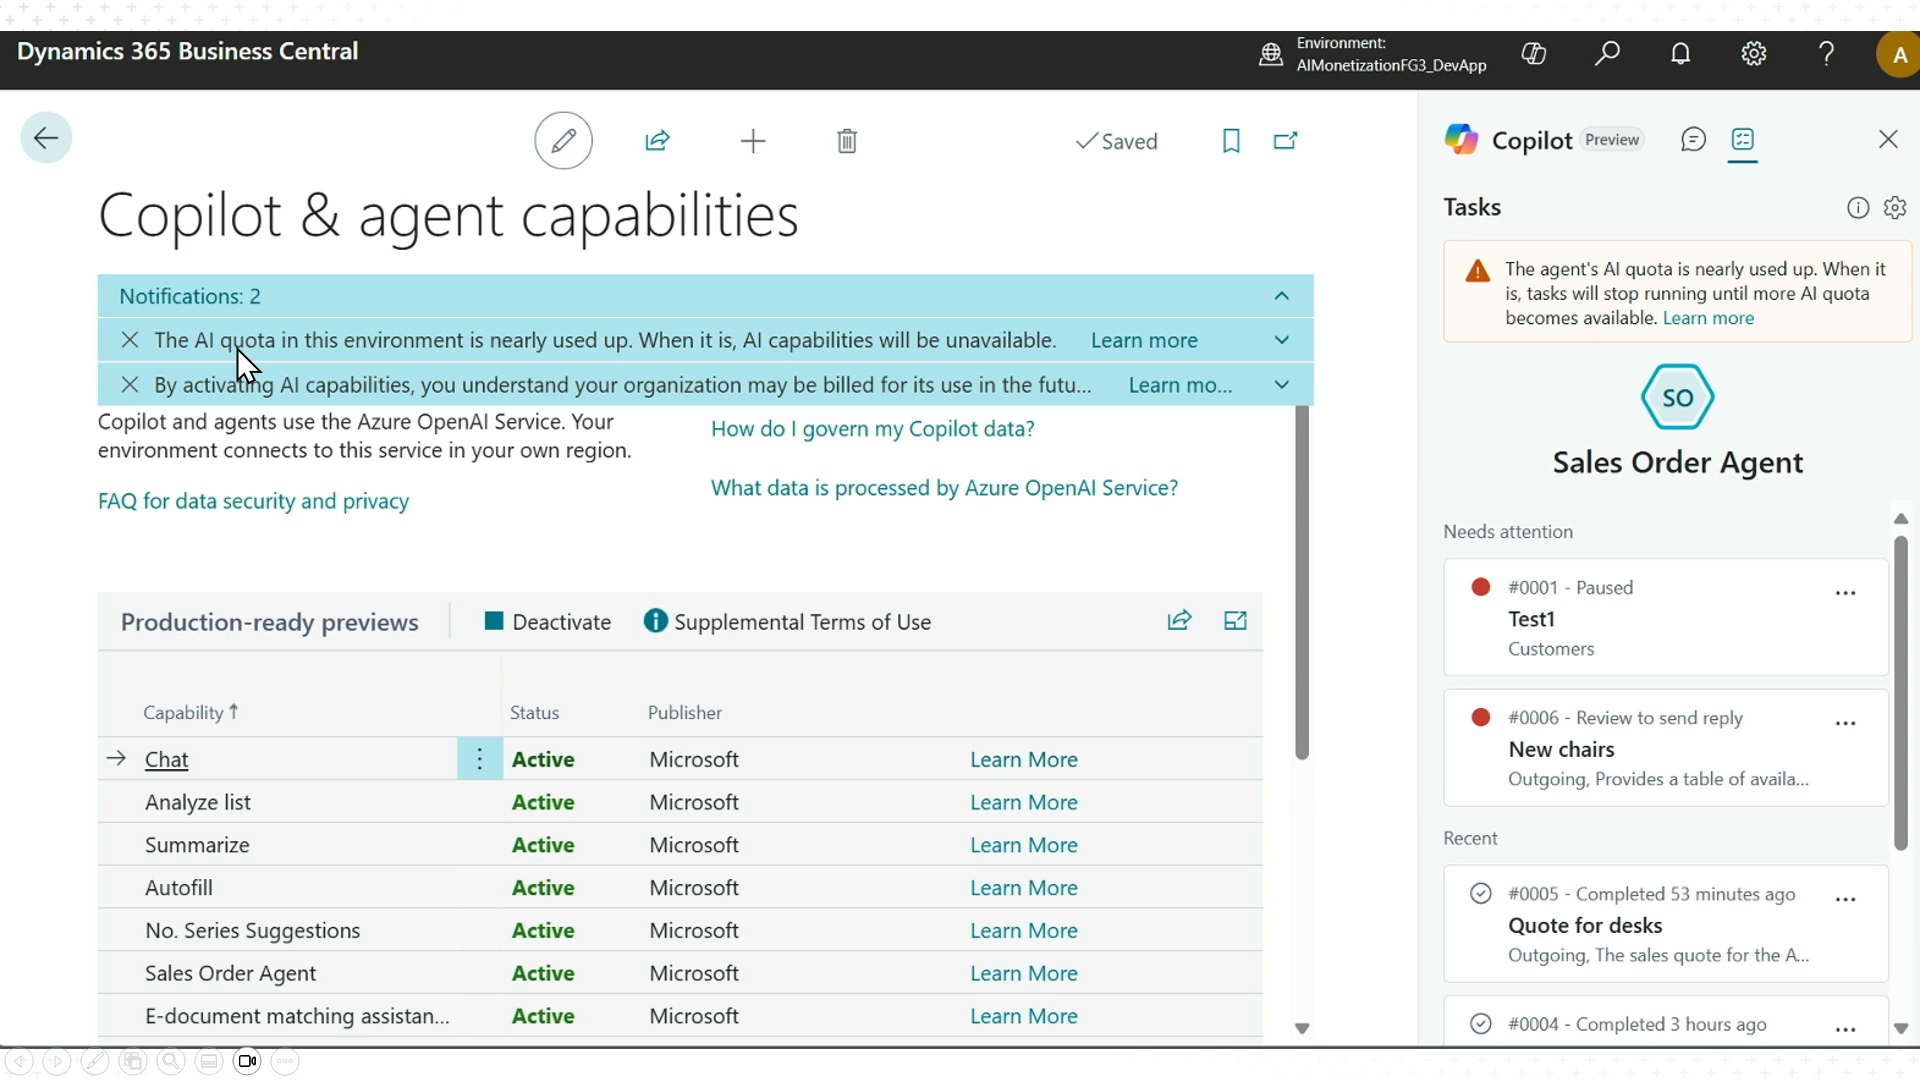 Dynamics 365 Business Central
Environment:
AIMonetizationFG3_DevApp
A
Saved
Copilot & agent capabilities
Notifications: 2
The AI quota in this environment is nearly used up. When it is, AI capabilities will be unavailable. Learn more
By activating AI capabilities, you understand your organization may be billed for its use in the futu... Learn mo...
Copilot and agents use the Azure OpenAI Service. Your
environment connects to this service in your own region.
FAQ for data security and privacy
How do I govern my Copilot data?
What data is processed by Azure OpenAI Service?
Production-ready previews Deactivate Supplemental Terms of Use
Capability ↑ Status Publisher
Chat Active Microsoft Learn More
Analyze list Active Microsoft Learn More
Summarize Active Microsoft Learn More
Autofill Active Microsoft Learn More
No. Series Suggestions Active Microsoft Learn More
Sales Order Agent Active Microsoft Learn More
E-document matching assistan... Active Microsoft Learn More
Copilot Preview
Tasks
The agent's AI quota is nearly used up. When it
is, tasks will stop running until more AI quota
becomes available. Learn more
SO
Sales Order Agent
Needs attention
#0001 - Paused
Test1
Customers
#0006 - Review to send reply
New chairs
Outgoing, Provides a table of availa...
Recent
#0005 - Completed 53 minutes ago
Quote for desks
Outgoing, The sales quote for the A...
#0004 - Completed 3 hours ago